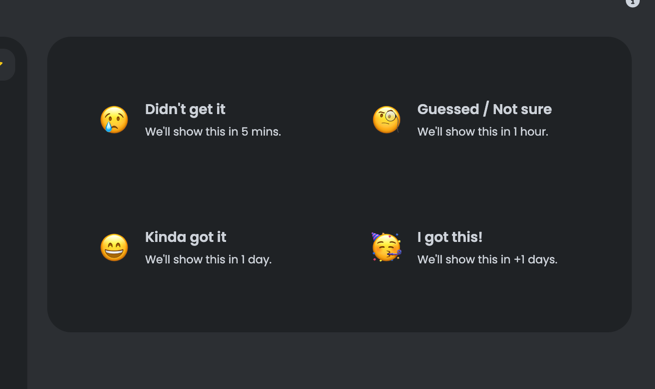 Didn't get it
We'll show this in 5 mins.
Guessed / Not sure
We'll show this in 1 hour.
Kinda got it
We'll show this in 1 day.
I got this!
We'll show this in +1 days.